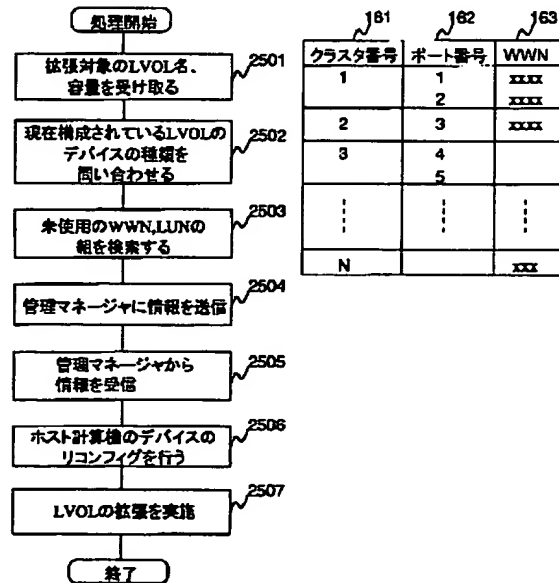 処理開始
2501
拡張対象のLVOL名、
容量を受け取る
2502
現在構成されているLVOLの
デバイスの種類を
問い合わせる
2503
未使用のWWN,LUNの
組を検索する
2504
管理マネージャに情報を送信
2505
管理マネージャから
情報を受信
2506
ホスト計算機のデバイスの
リコンフィグを行う
2507
LVOLの拡張を実施
終了
161 162 163
クラスタ番号 ポート番号 WWN
1 1 xxxx
2 xxxx
2 3 xxxx
3 4
5
N xxx